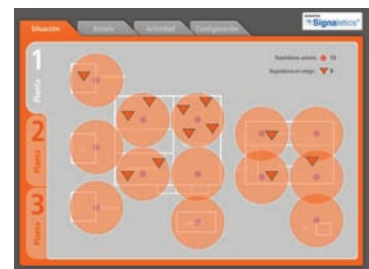 Situación
Estado
Actividad
Configuración
Signaletics
Repetidores activos
Repetidores en riesgo
Planta 1
Planta 2
Planta 3